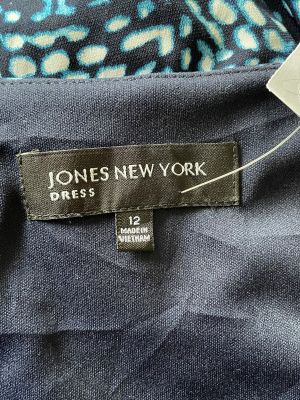 JONES NEW YORK
DRESS
12
MADE IN
VIETNAM